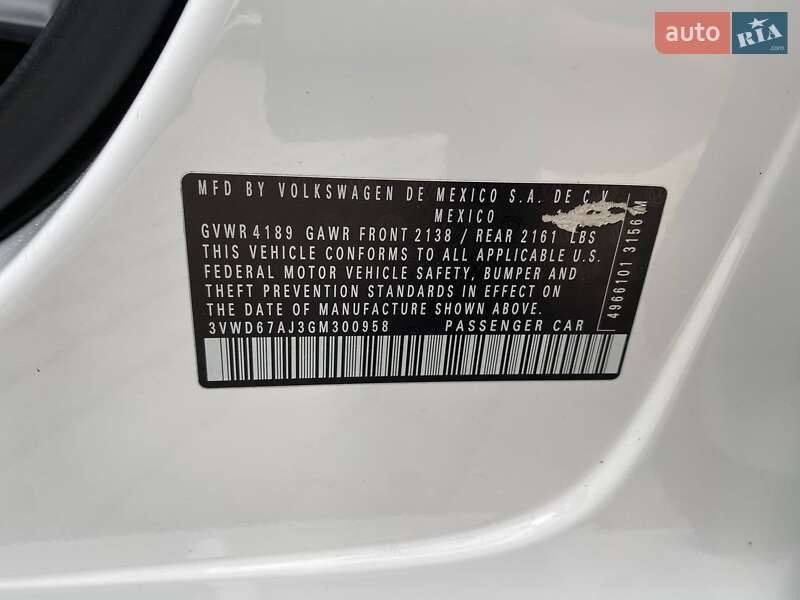 auto RIA .com
MFD BY VOLKSWAGEN DE MEXICO S.A. DE C.V.
MEXICO
GVWR 4189 GAWR FRONT 2138 / REAR 2161 LBS
THIS VEHICLE CONFORMS TO ALL APPLICABLE U.S.
FEDERAL MOTOR VEHICLE SAFETY, BUMPER AND
THEFT PREVENTION STANDARDS IN EFFECT ON
THE DATE OF MANUFACTURE SHOWN ABOVE
3VWD67AJ3GM300958 PASSENGER CAR
4966101 31561M